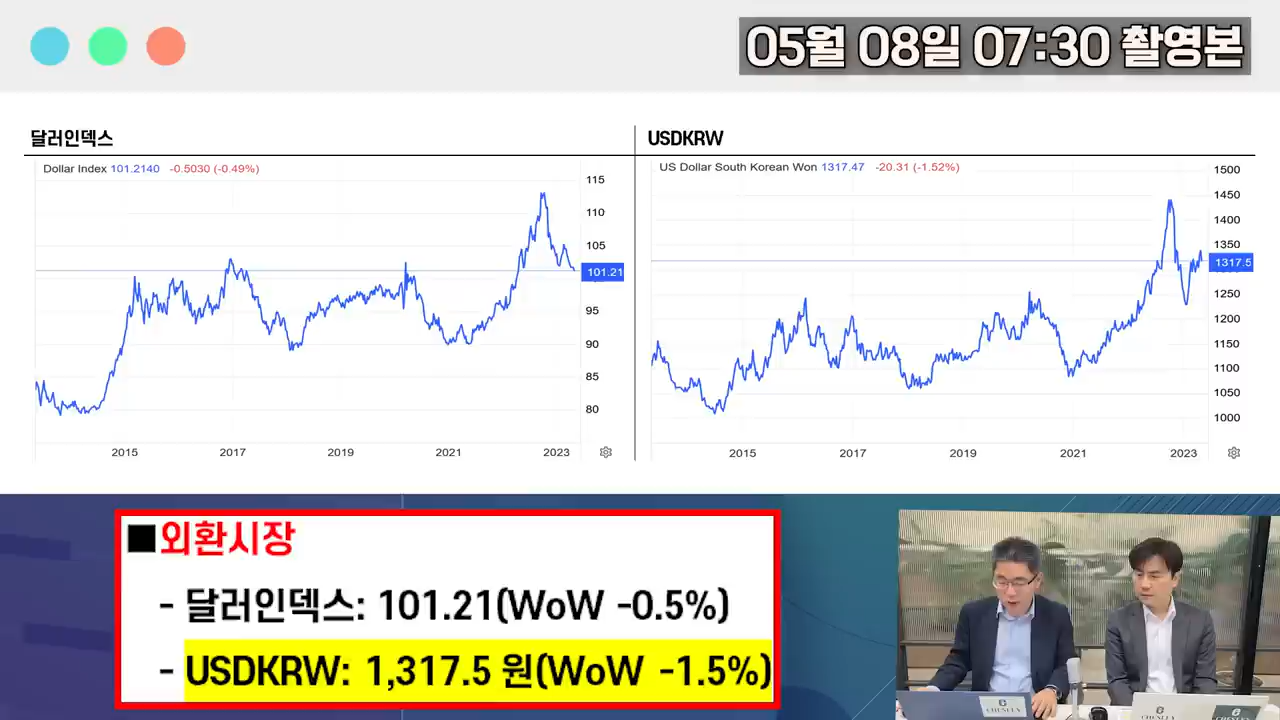 05월 08일 07:30 촬영본
달러인덱스
Dollar Index 101.2140 -0.5030 (-0.49%)
115
110
105
101.21
95
90
85
80
2015 2017 2019 2021 2023
USDKRW
US Dollar South Korean Won 1317.47 -20.31 (-1.52%)
1500
1450
1400
1350
1317.5
1250
1200
1150
1100
1050
1000
2015 2017 2019 2021 2023
■외환시장
- 달러인덱스: 101.21(WoW -0.5%)
- USDKRW: 1,317.5 원(WoW -1.5%)